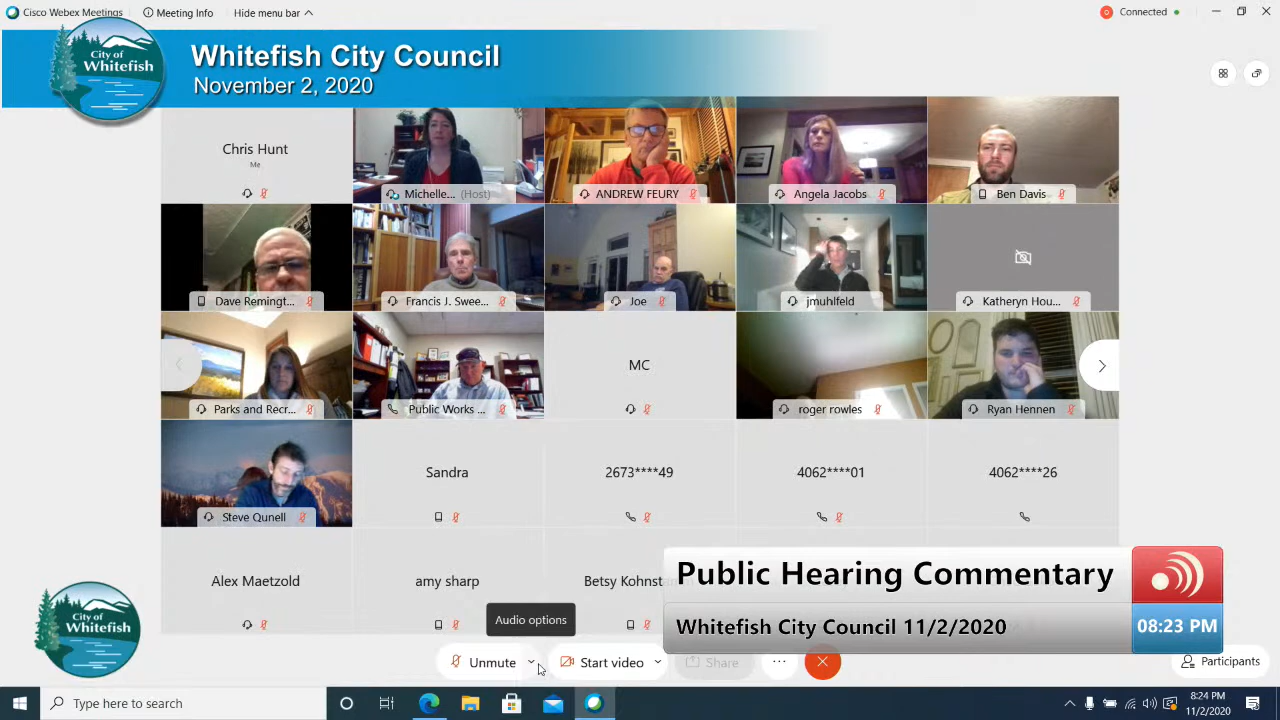 Cisco Webex Meetings
Meeting Info
Hide menu bar
Connected
City of
Whitefish
Whitefish City Council
November 2, 2020
Chris Hunt
Me
Michelle... (Host)
ANDREW FEURY
Angela Jacobs
Ben Davis
Dave Remingt...
Francis J. Swee...
Joe
jmuhlfeld
Katheryn Hou...
Parks and Recr...
Public Works ...
MC
roger rowles
Ryan Hennen
Steve Qunell
Sandra
2673****49
4062****01
4062****26
Alex Maetzold
amy sharp
Betsy Kohnst
Public Hearing Commentary
Whitefish City Council 11/2/2020
08:23 PM
City of
Whitefish
Audio options
Unmute
Start video
Share
Participants
Type here to search
8:24 PM
11/2/2020